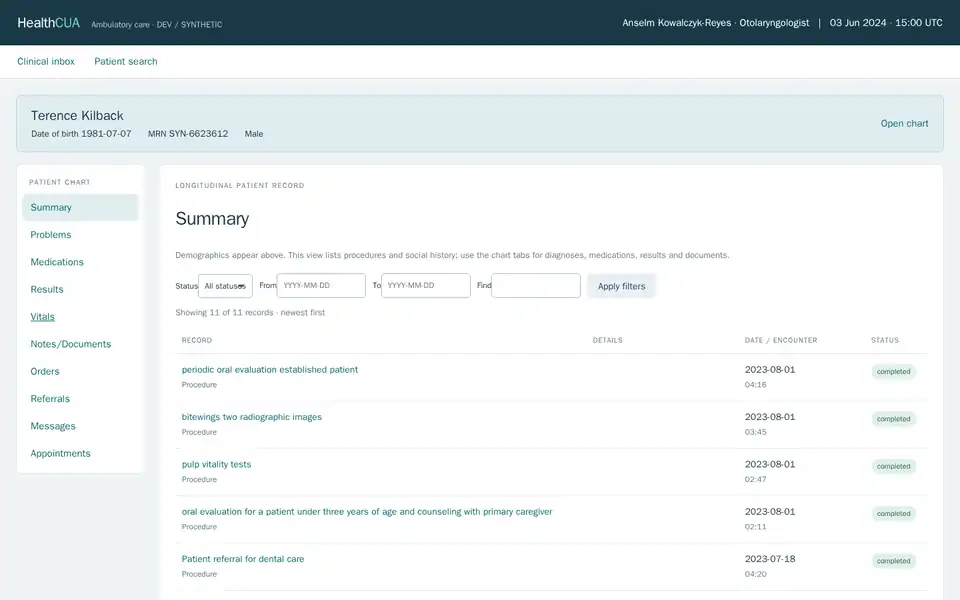 HealthCUA Ambulatory care · DEV / SYNTHETIC Anselm Kowalczyk-Reyes · Otolaryngologist | 03 Jun 2024 · 15:00 UTC
Clinical inbox Patient search
Terence Kilback
Date of birth 1981-07-07 MRN SYN-6623612 Male
Open chart
PATIENT CHART
Summary
Problems
Medications
Results
Vitals
Notes/Documents
Orders
Referrals
Messages
Appointments
LONGITUDINAL PATIENT RECORD
Summary
Demographics appear above. This view lists procedures and social history; use the chart tabs for diagnoses, medications, results and documents.
Status All statuses From YYYY-MM-DD To YYYY-MM-DD Find Apply filters
Showing 11 of 11 records · newest first
RECORD DETAILS DATE / ENCOUNTER STATUS
periodic oral evaluation established patient 2023-08-01 completed
Procedure 04:16
bitewings two radiographic images 2023-08-01 completed
Procedure 03:45
pulp vitality tests 2023-08-01 completed
Procedure 02:47
oral evaluation for a patient under three years of age and counseling with primary caregiver 2023-08-01 completed
Procedure 02:11
Patient referral for dental care 2023-07-18 completed
Procedure 04:20